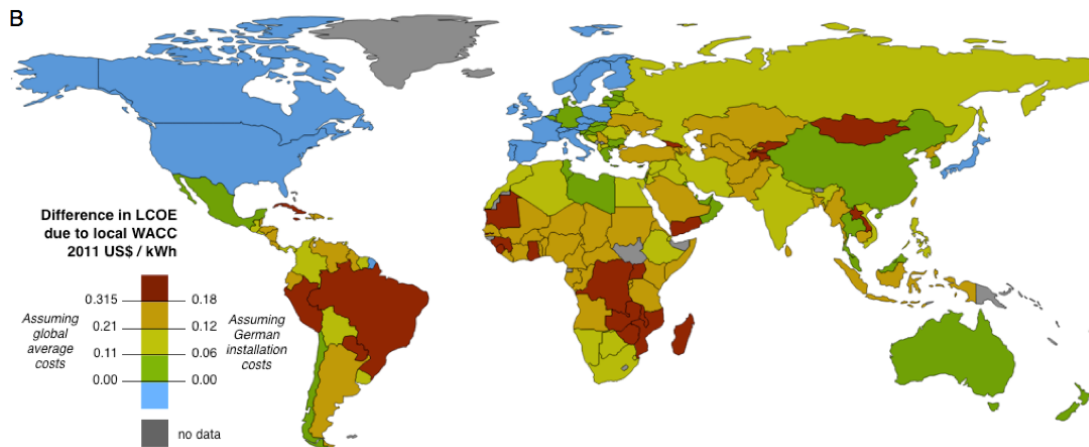 B
Difference in LCOE
due to local WACC
2011 US$ / kWh
0.315 0.18
0.21 0.12
0.11 0.06
0.00 0.00
Assuming
global
average
costs
Assuming
German
installation
costs
no data